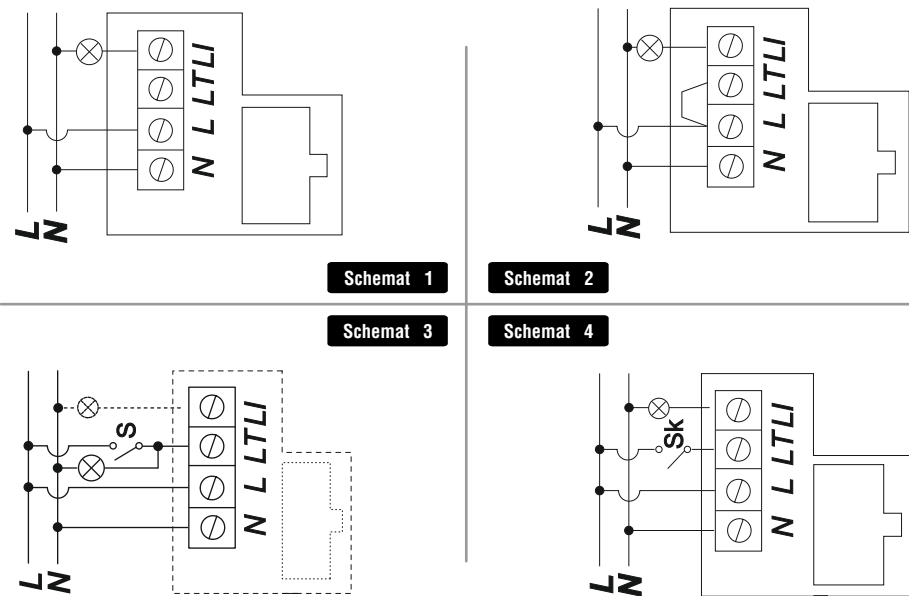 N L LT LI
L
N
N L LT LI
L
N
Schemat 1
Schemat 2
Schemat 3
Schemat 4
S
N L LT LI
L
N
Sk
N L LT LI
L
N